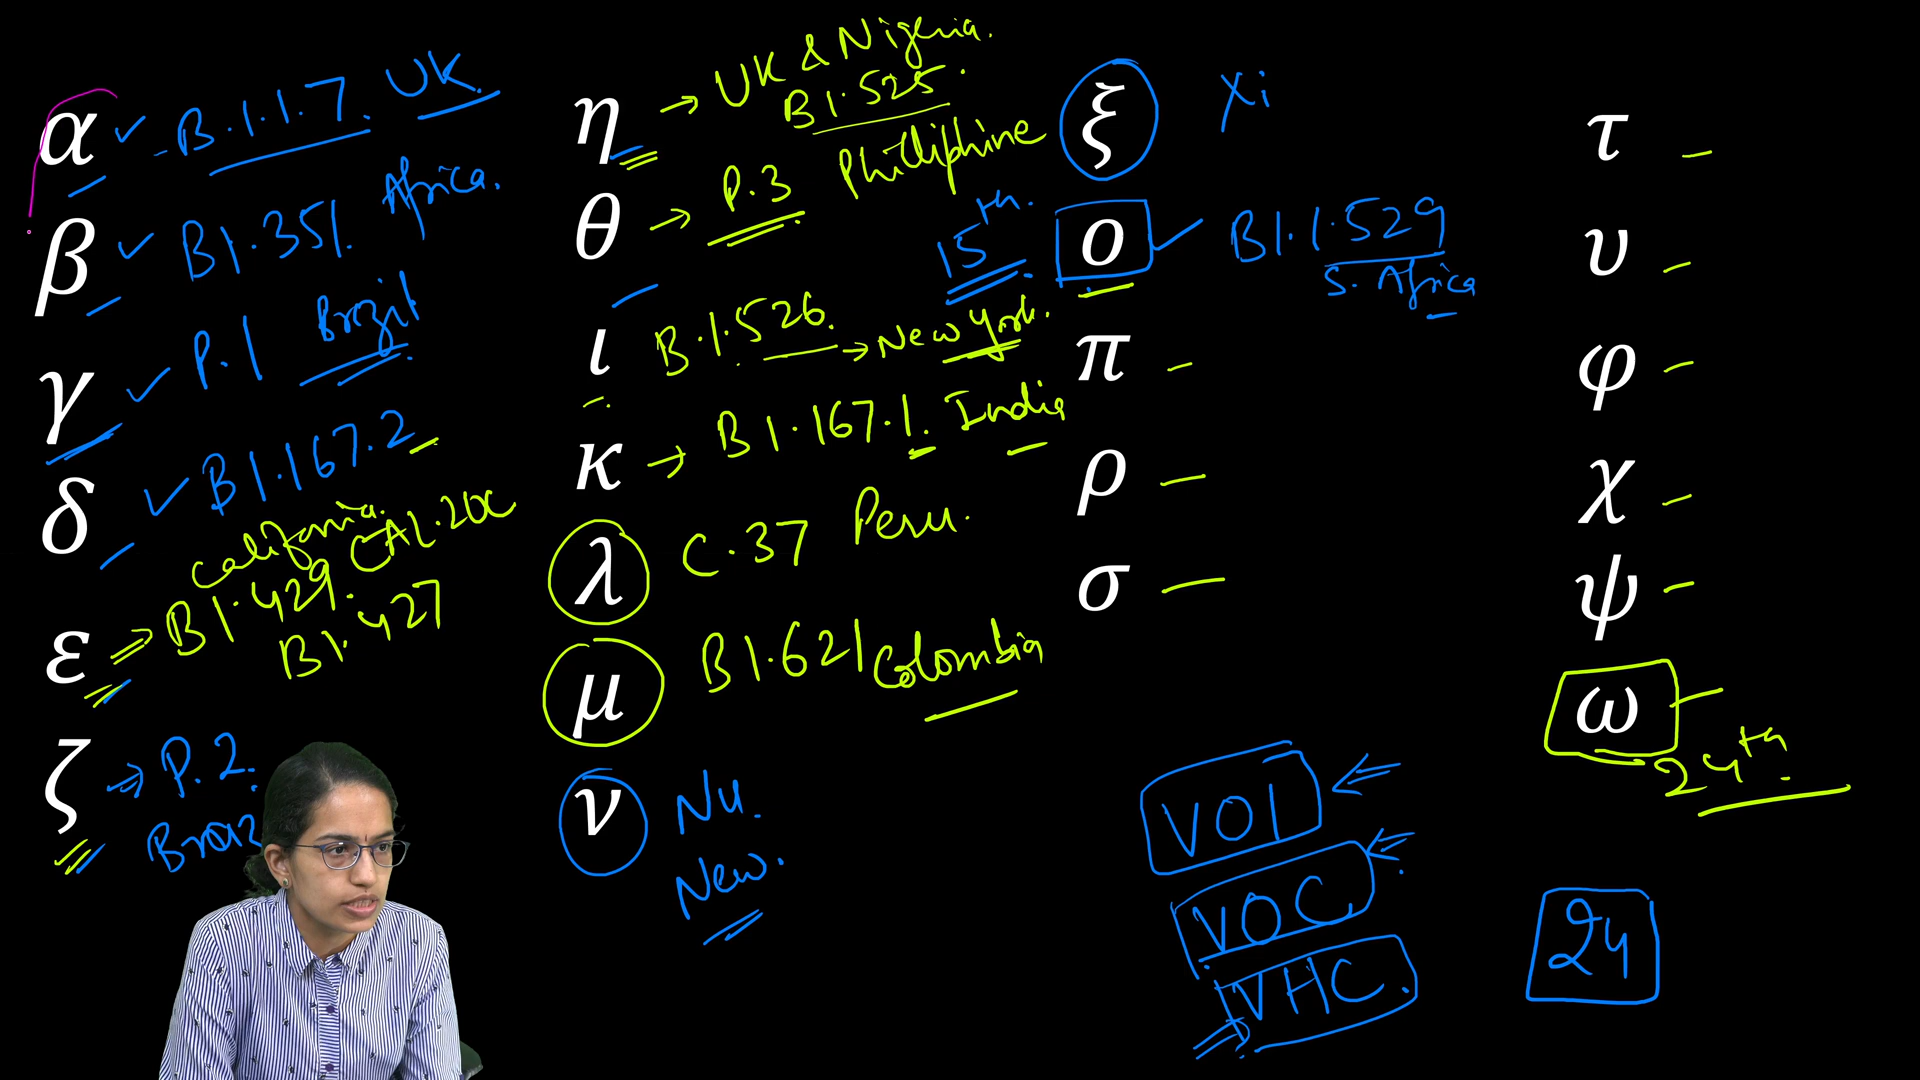 α - B.1.1.7. UK.
β B1.351. Africa.
γ P.1 Brazil
δ B1.167.2
California. CAL.20C
ε B1.429.
B1.427
ζ P.2.
η UK & Nigeria.
B1.525.
θ P.3 Philliphine
ι B.1.526. New York.
κ B1.167.1. India
λ C.37 Peru.
μ B1.621 Colombia
ν Nu.
New.
ξ Xi
15th.
ο B1.1.529
S. Africa
π
ρ
σ
VOI
VOC
VHC.
τ
υ
φ
χ
ψ
ω
24th
24